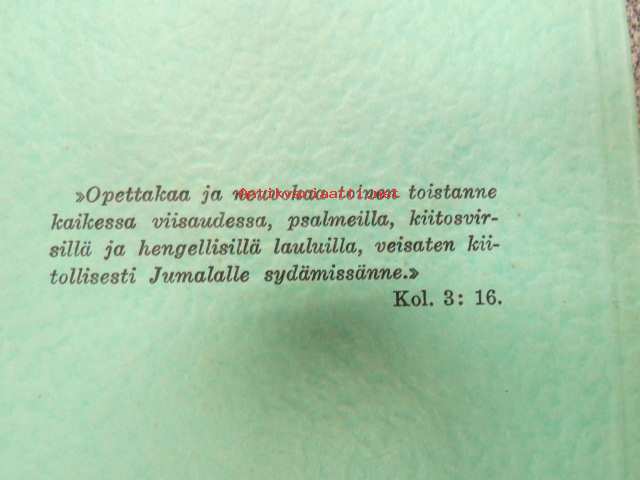 »Opettakaa ja neuvokaa toinen toistanne
kaikessa viisaudessa, psalmeilla, kiitosvir-
sillä ja hengellisillä lauluilla, veisaten kii-
tollisesti Jumalalle sydämissänne.»
Kol. 3: 16.